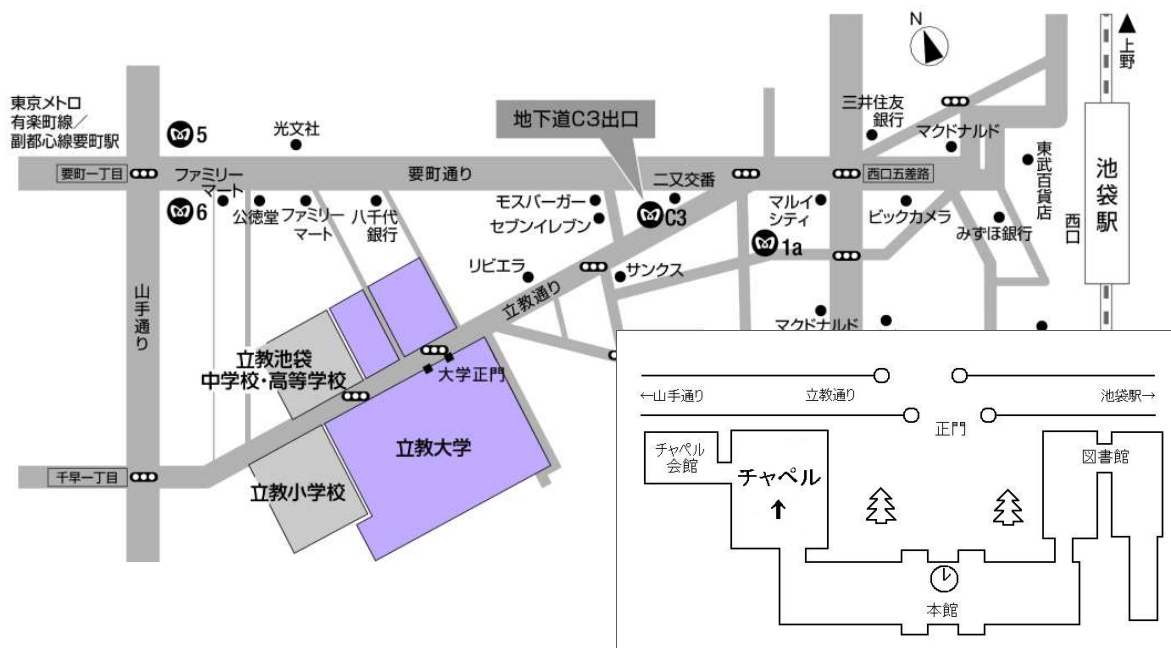 N
上野
東京メトロ
有楽町線／
副都心線要町駅
5
光文社
地下道C3出口
三井住友
銀行
マクドナルド
東武百貨店
池袋駅
西口
要町一丁目
ファミリー
マート
要町通り
二又交番
西口五差路
6
公徳堂
ファミリー
マート
八千代
銀行
モスバーガー
セブンイレブン
C3
マルイ
シティ
ビックカメラ
みずほ銀行
1a
リビエラ
サンクス
山手通り
立教通り
マクドナルド
立教池袋
中学校・高等学校
大学正門
立教大学
千早一丁目
立教小学校
←山手通り
立教通り
池袋駅→
正門
チャペル
会館
チャペル
図書館
本館